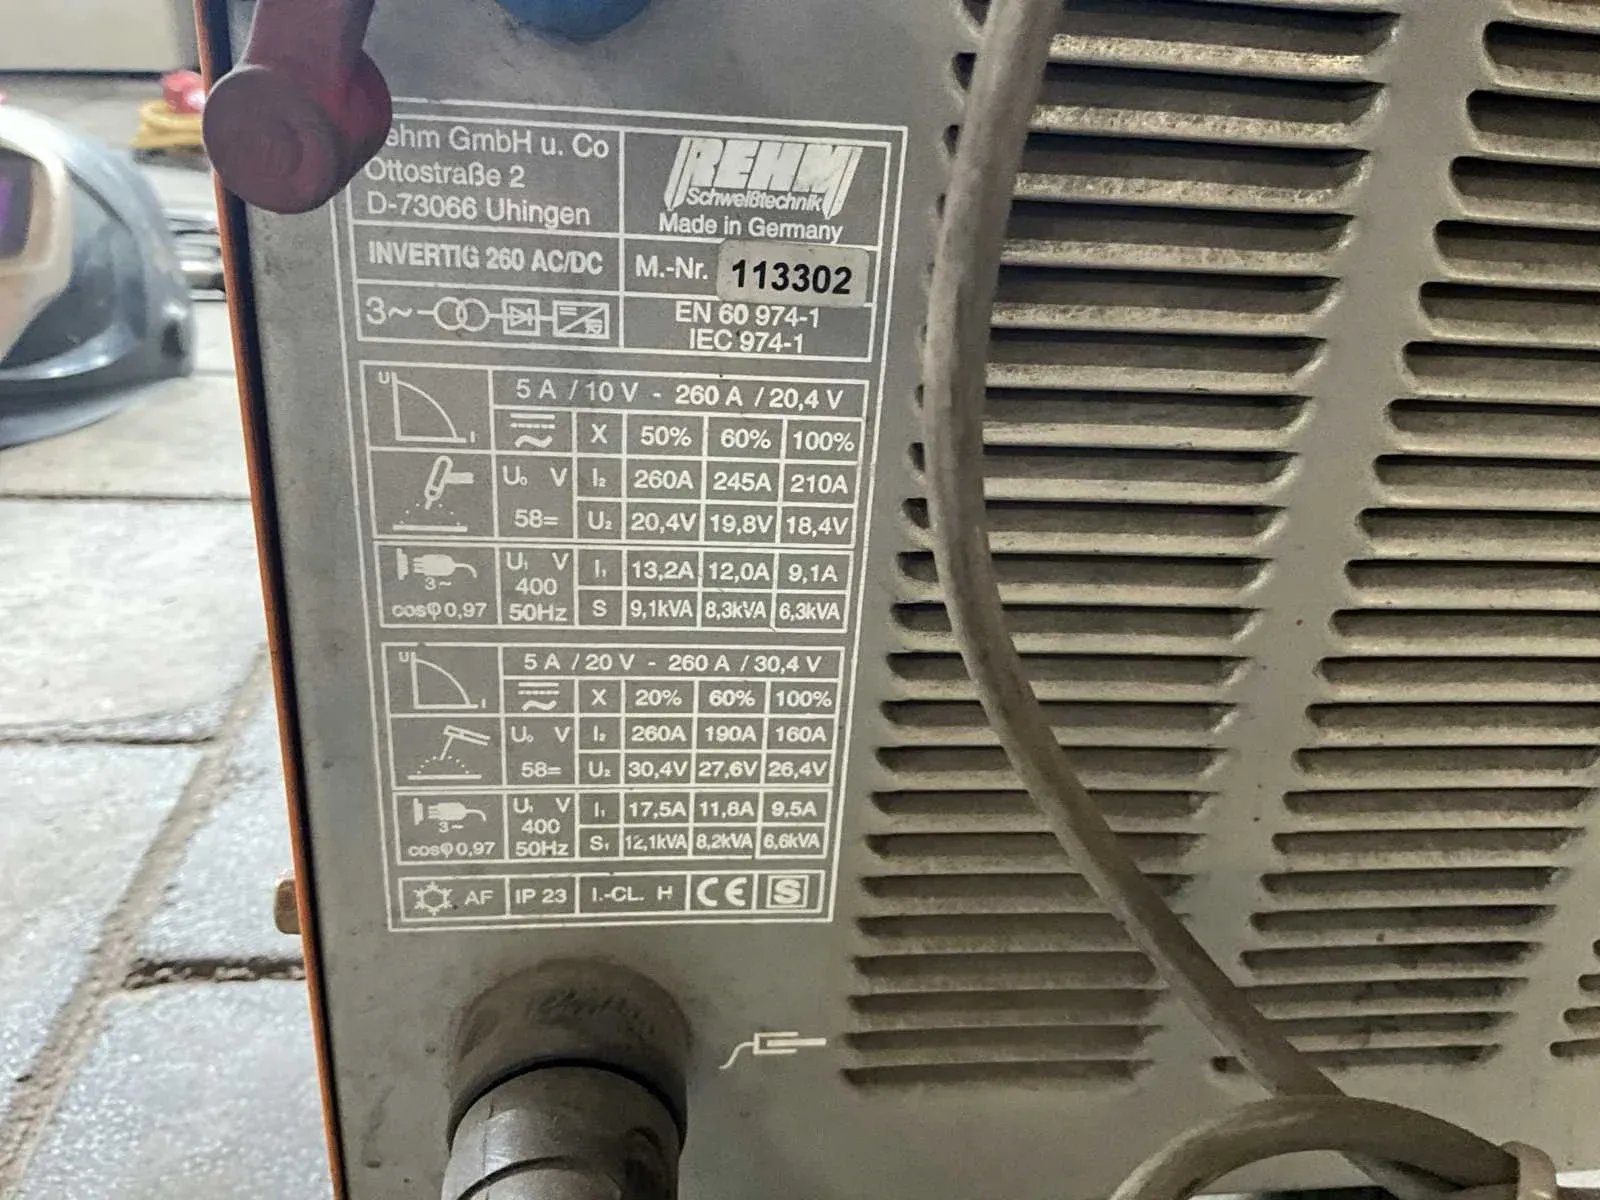 ehm GmbH u. Co
Ottostraße 2
D-73066 Uhingen
REHM
Schweißtechnik
Made in Germany
INVERTIG 260 AC/DC
M.-Nr. 113302
3~
EN 60 974-1
IEC 974-1
U I
5 A / 10 V - 260 A / 20,4 V
X 50% 60% 100%
U₀ V I₂ 260A 245A 210A
58= U₂ 20,4V 19,8V 18,4V
3~ U₁ V I₁ 13,2A 12,0A 9,1A
400
cosφ 0,97 50Hz S 9,1kVA 8,3kVA 6,3kVA
U I
5 A / 20 V - 260 A / 30,4 V
X 20% 60% 100%
U₀ V I₂ 260A 190A 160A
58= U₂ 30,4V 27,6V 26,4V
3~ U₁ V I₁ 17,5A 11,8A 9,5A
400
cosφ 0,97 50Hz S₁ 12,1kVA 8,2kVA 6,6kVA
AF IP 23 I.-CL. H CE S